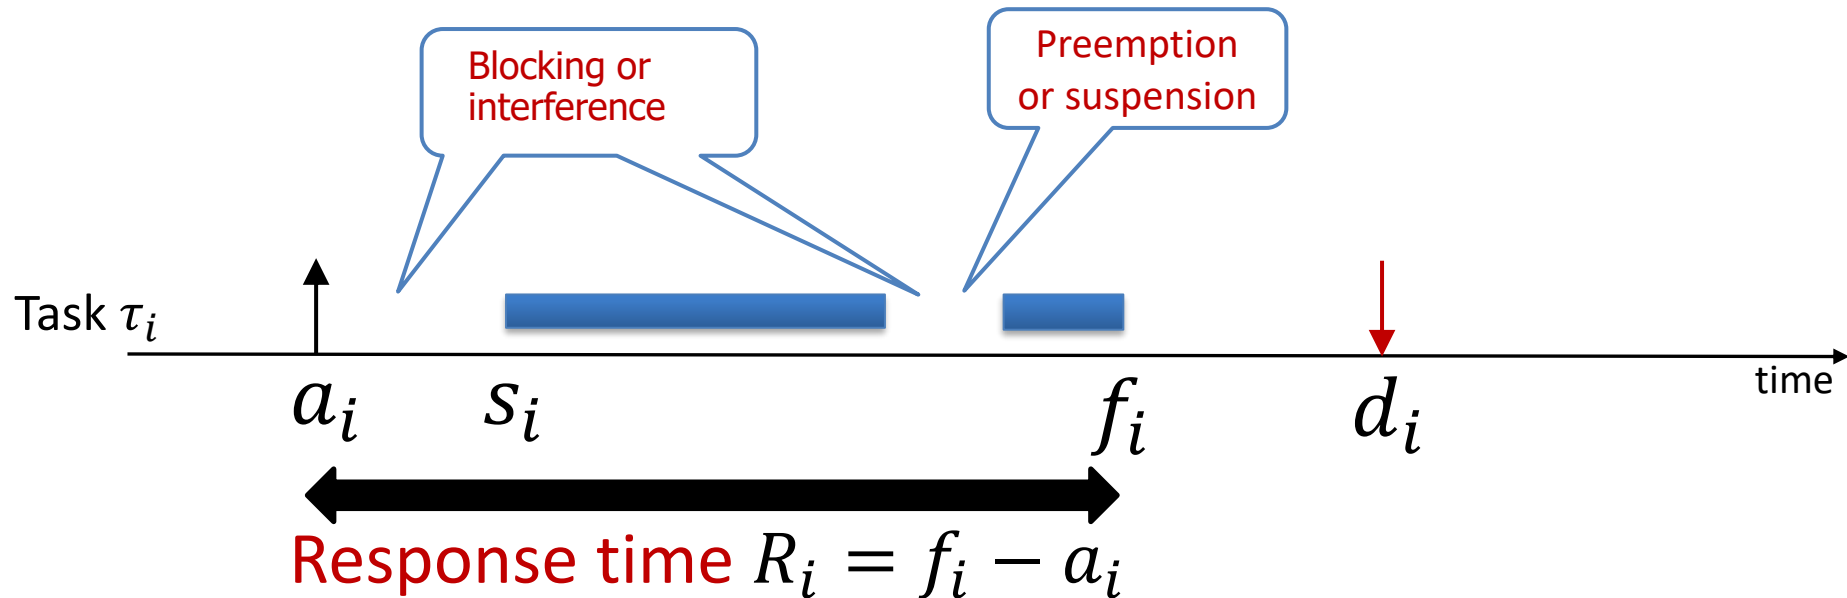 Blocking or
interference
Preemption
or suspension
Task τᵢ
time
aᵢ
sᵢ
fᵢ
dᵢ
Response time Rᵢ = fᵢ − aᵢ